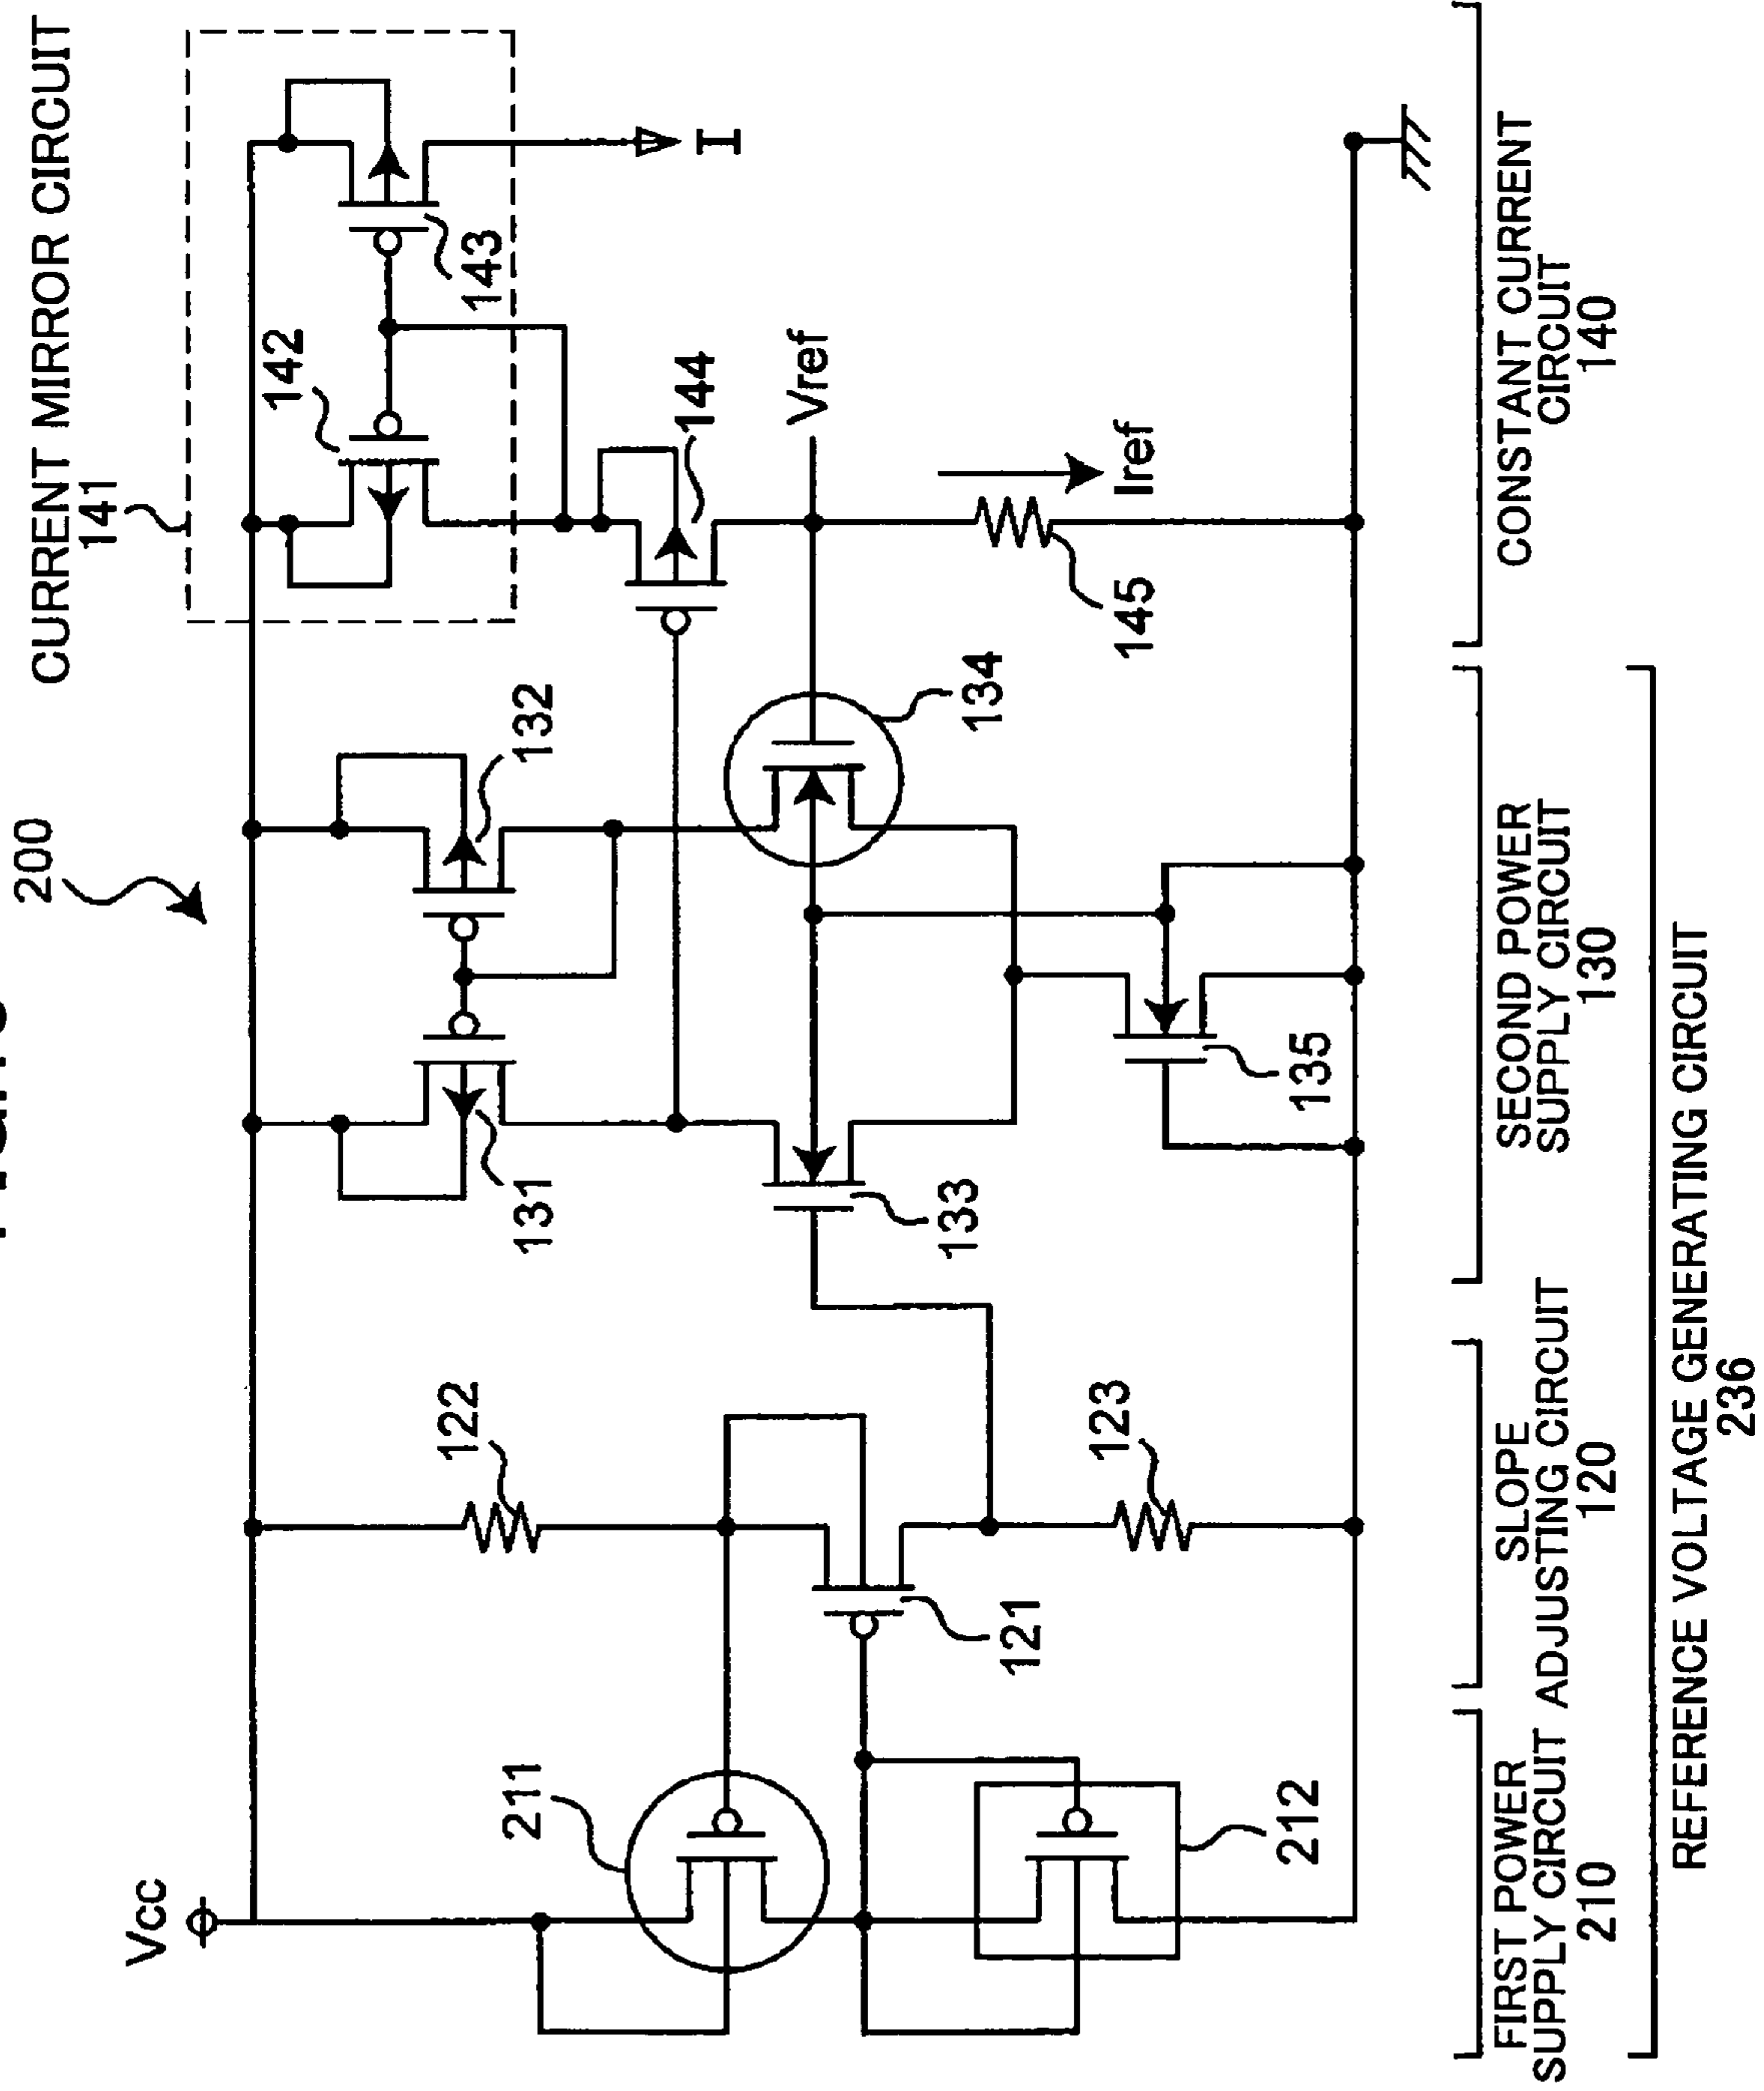 200
CURRENT MIRROR CIRCUIT
141
Vcc
142
143
I
211
122
131
132
144
Vref
134
Iref
133
121
123
145
212
135
FIRST POWER
SUPPLY CIRCUIT
210
SLOPE
ADJUSTING CIRCUIT
120
SECOND POWER
SUPPLY CIRCUIT
130
CONSTANT CURRENT
CIRCUIT
140
REFERENCE VOLTAGE GENERATING CIRCUIT
236